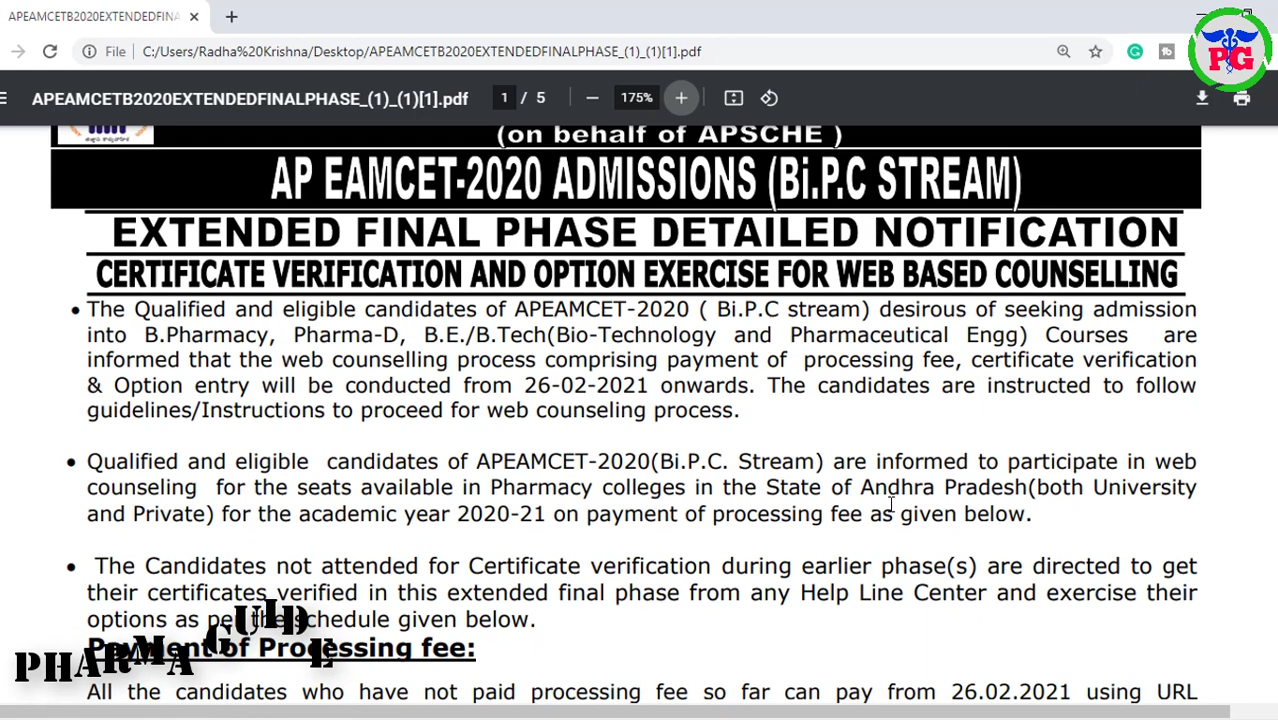 APEAMCETB2020EXTENDEDFINAL
File C:/Users/Radha%20Krishna/Desktop/APEAMCETB2020EXTENDEDFINALPHASE_(1)_(1)[1].pdf
PG
APEAMCETB2020EXTENDEDFINALPHASE_(1)_(1)[1].pdf 1 / 5 175%
(on behalf of APSCHE )
AP EAMCET-2020 ADMISSIONS (Bi.P.C STREAM)
EXTENDED FINAL PHASE DETAILED NOTIFICATION
CERTIFICATE VERIFICATION AND OPTION EXERCISE FOR WEB BASED COUNSELLING
• The Qualified and eligible candidates of APEAMCET-2020 ( Bi.P.C stream) desirous of seeking admission
into B.Pharmacy, Pharma-D, B.E./B.Tech(Bio-Technology and Pharmaceutical Engg) Courses are
informed that the web counselling process comprising payment of processing fee, certificate verification
& Option entry will be conducted from 26-02-2021 onwards. The candidates are instructed to follow
guidelines/Instructions to proceed for web counseling process.
• Qualified and eligible candidates of APEAMCET-2020(Bi.P.C. Stream) are informed to participate in web
counseling for the seats available in Pharmacy colleges in the State of Andhra Pradesh(both University
and Private) for the academic year 2020-21 on payment of processing fee as given below.
• The Candidates not attended for Certificate verification during earlier phase(s) are directed to get
their certificates verified in this extended final phase from any Help Line Center and exercise their
options as per the schedule given below.
Payment of Processing fee:
PHARMA GUIDE
All the candidates who have not paid processing fee so far can pay from 26.02.2021 using URL